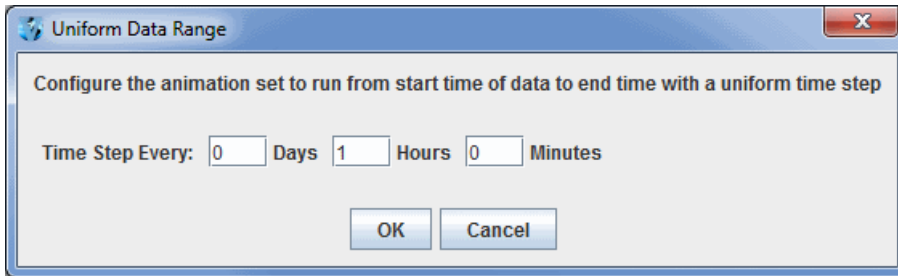 Uniform Data Range
Configure the animation set to run from start time of data to end time with a uniform time step
Time Step Every: 0 Days 1 Hours 0 Minutes
OK Cancel